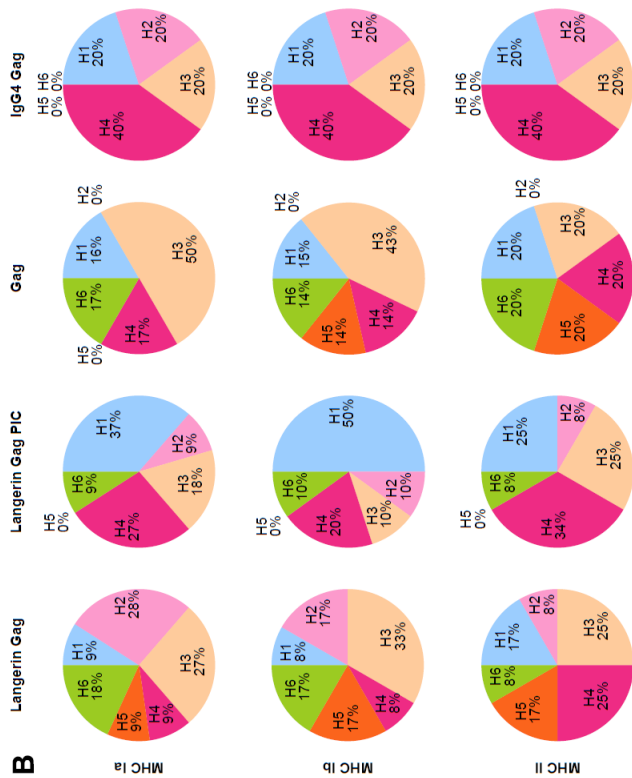 B
Langerin Gag
Langerin Gag PIC
Gag
IgG4 Gag
MHC Ia
H1
9%
H2
28%
H3
27%
H4
9%
H5
9%
H6
18%
H1
37%
H2
9%
H3
18%
H4
27%
H5
0%
H6
9%
H1
16%
H2
0%
H3
50%
H4
17%
H5
0%
H6
17%
H5 H6
0% 0%
H1
20%
H2
20%
H3
20%
H4
40%
MHC Ib
H1
8%
H2
17%
H3
33%
H4
8%
H5
17%
H6
17%
H1
50%
H2
10%
H3
10%
H4
20%
H5
0%
H6
10%
H1
15%
H2
0%
H3
43%
H4
14%
H5
14%
H6
14%
H5 H6
0% 0%
H1
20%
H2
20%
H3
20%
H4
40%
MHC II
H1
17%
H2
8%
H3
25%
H4
25%
H5
17%
H6
8%
H1
25%
H2
8%
H3
25%
H4
34%
H5
0%
H6
8%
H1
20%
H2
0%
H3
20%
H4
20%
H5
20%
H6
20%
H5 H6
0% 0%
H1
20%
H2
20%
H3
20%
H4
40%